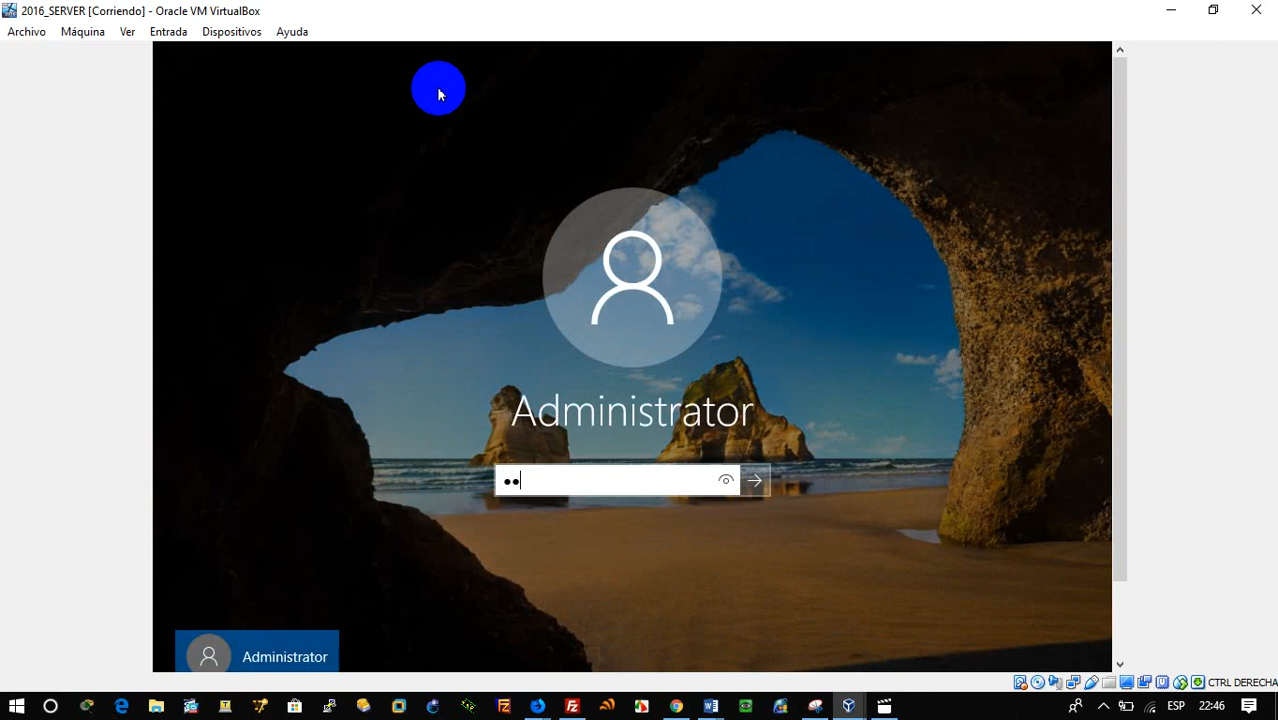 2016_SERVER [Corriendo] - Oracle VM VirtualBox
Archivo Máquina Ver Entrada Dispositivos Ayuda
Administrator
Administrator
CTRL DERECHA
ESP 22:46